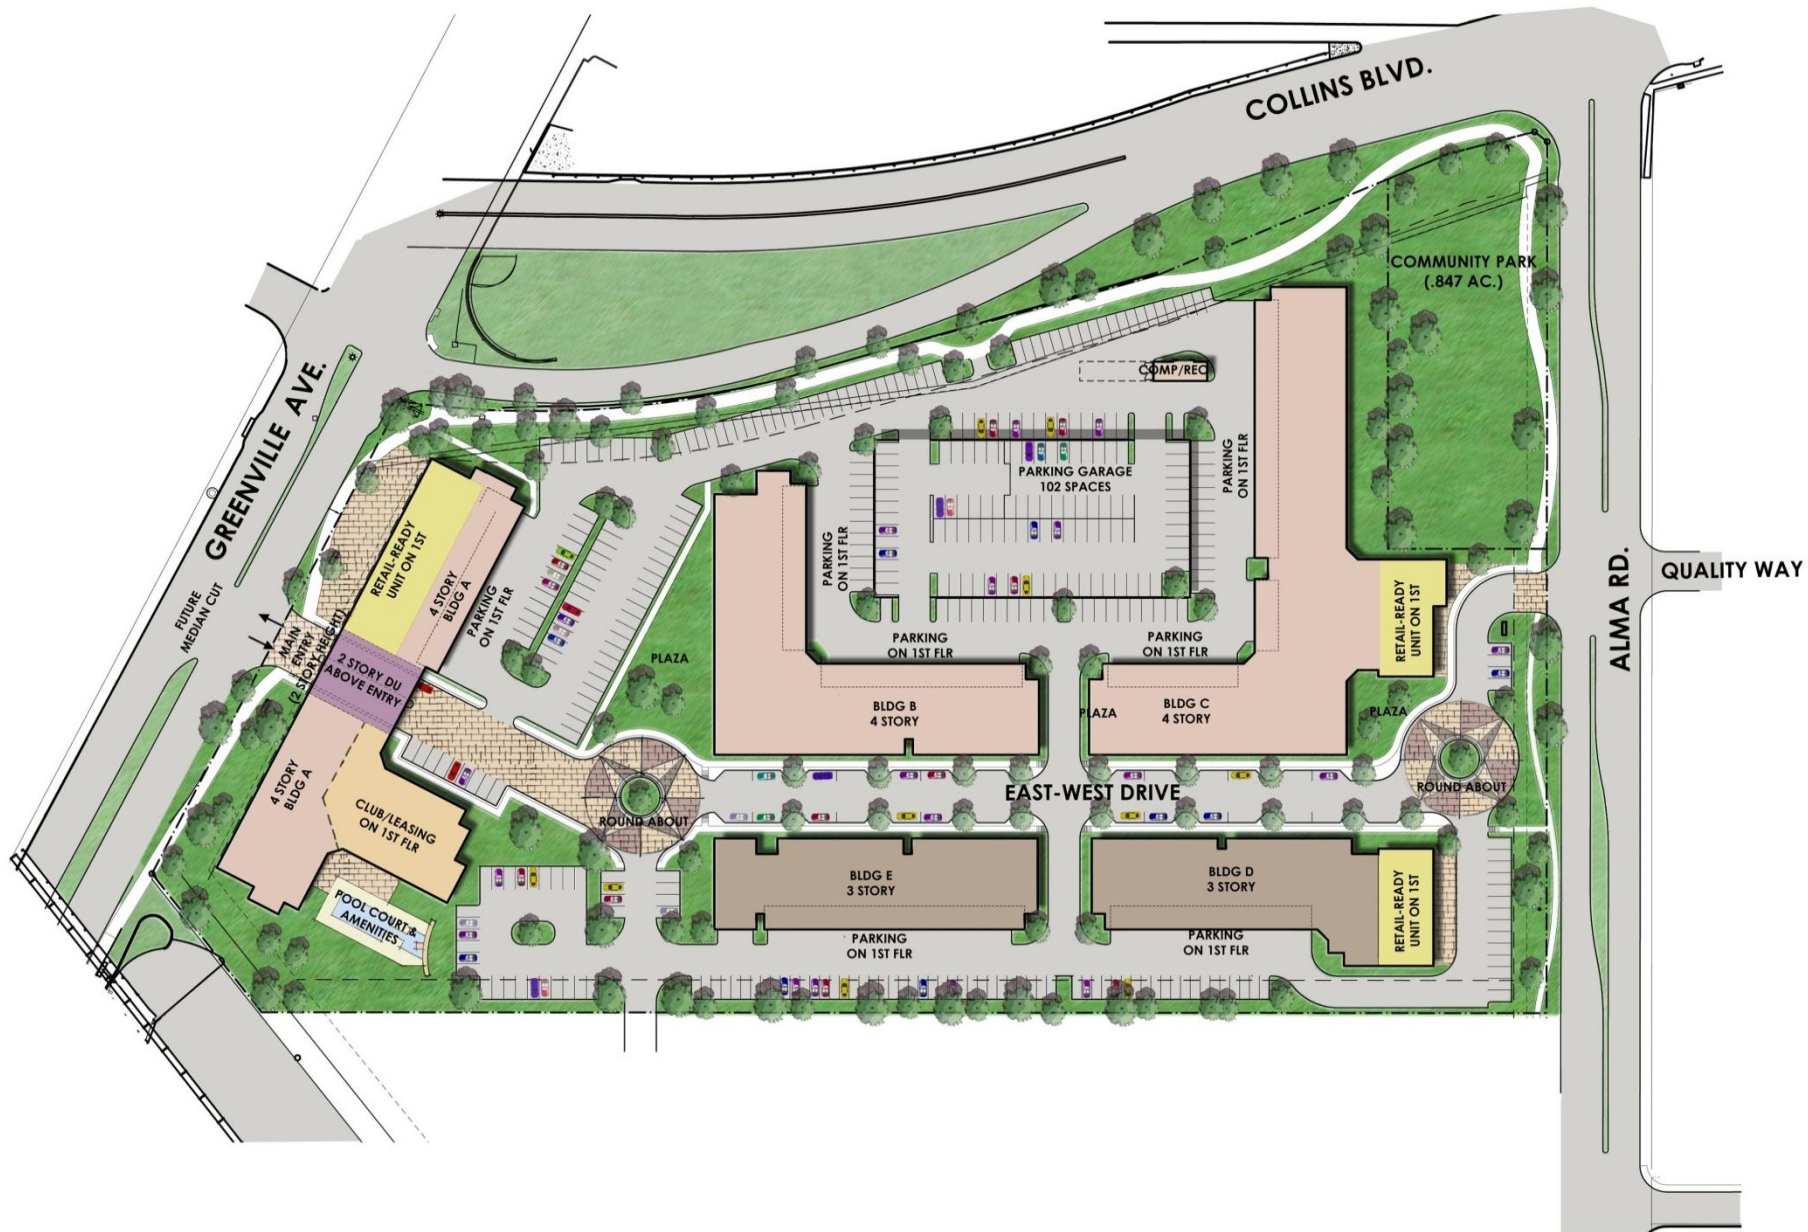 COLLINS BLVD.
COMMUNITY PARK
(.847 AC.)
GREENVILLE AVE.
COMP/REC
PARKING GARAGE
102 SPACES
PARKING
ON 1ST FLR
PARKING
ON 1ST FLR
RETAIL-READY
UNIT ON 1ST
4 STORY
BLDG A
PARKING
ON 1ST FLR
FUTURE
MEDIAN CUT
MAIN
ENTRY
(2 STORY HEIGHT)
2 STORY DU
ABOVE ENTRY
PLAZA
PARKING
ON 1ST FLR
PARKING
ON 1ST FLR
RETAIL-READY
UNIT ON 1ST
ALMA RD.
QUALITY WAY
BLDG B
4 STORY
PLAZA
BLDG C
4 STORY
PLAZA
4 STORY
BLDG A
CLUB/LEASING
ON 1ST FLR
ROUND ABOUT
EAST-WEST DRIVE
ROUND ABOUT
BLDG E
3 STORY
BLDG D
3 STORY
RETAIL-READY
UNIT ON 1ST
POOL COURT &
AMENITIES
PARKING
ON 1ST FLR
PARKING
ON 1ST FLR